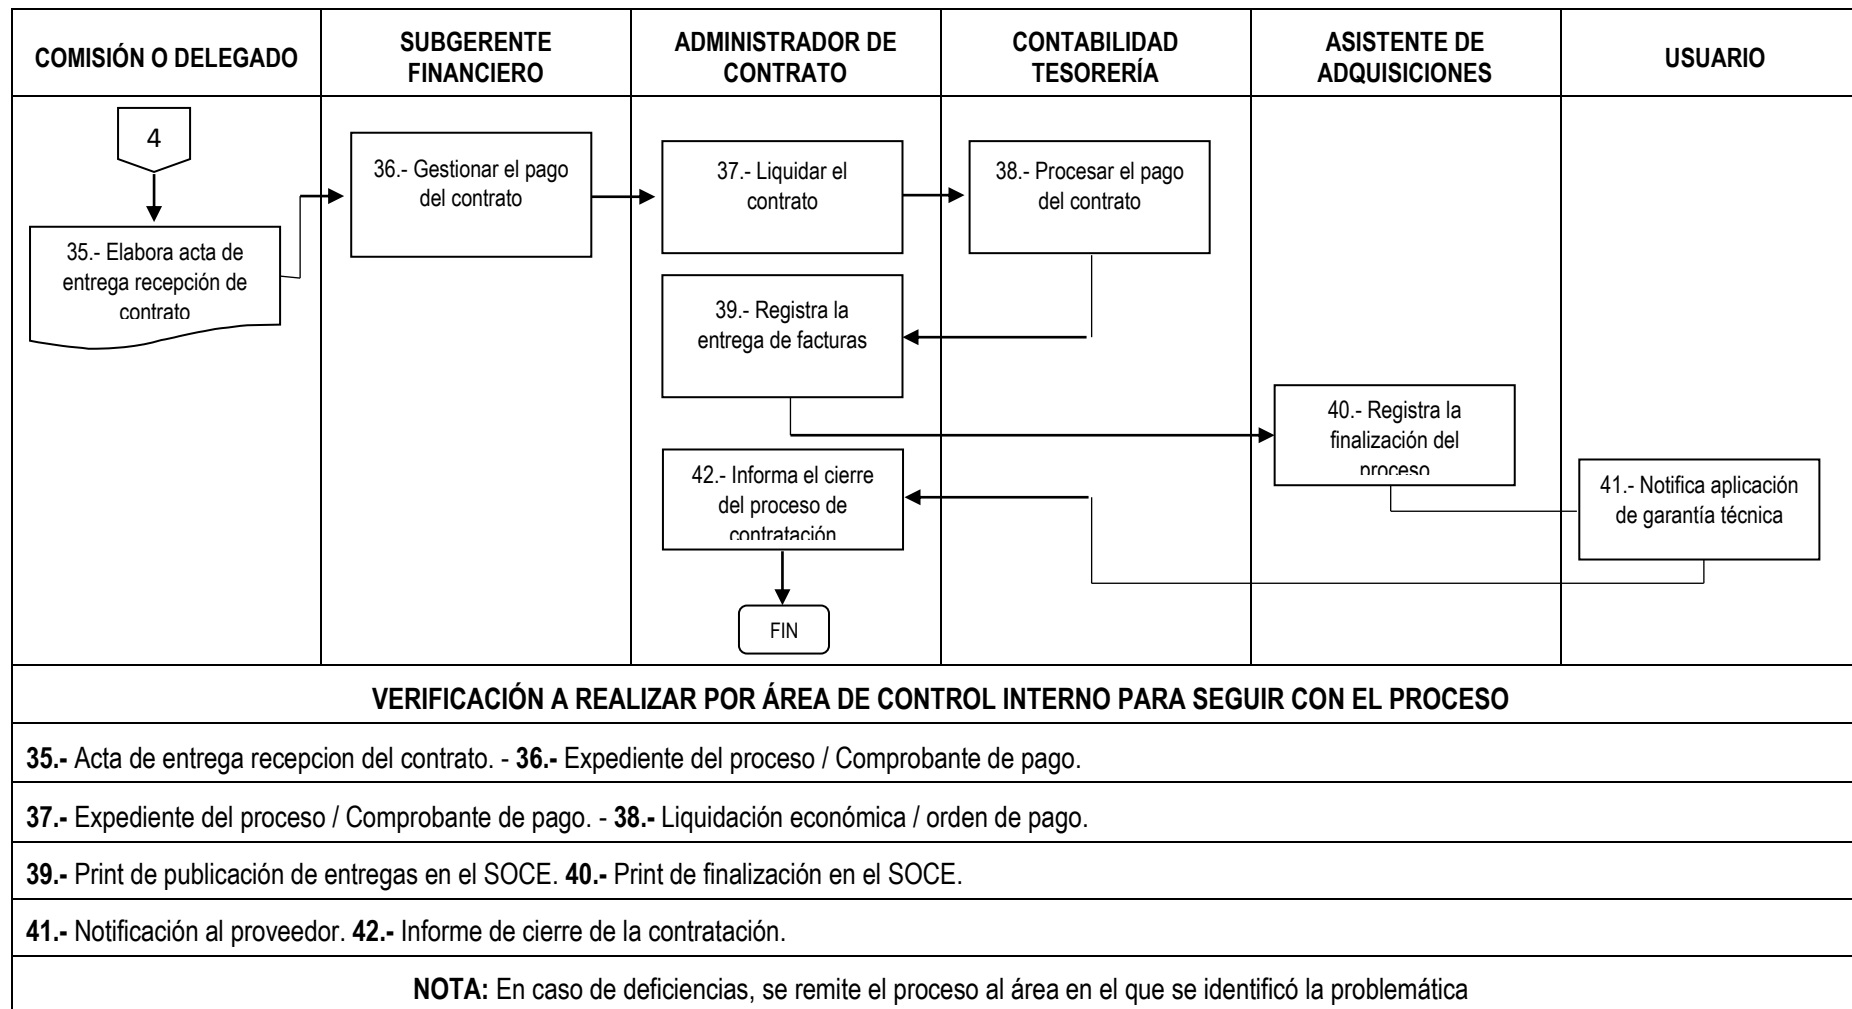 COMISIÓN O DELEGADO
SUBGERENTE
FINANCIERO
ADMINISTRADOR DE
CONTRATO
CONTABILIDAD
TESORERÍA
ASISTENTE DE
ADQUISICIONES
USUARIO
4
35.- Elabora acta de
entrega recepción de
contrato
36.- Gestionar el pago
del contrato
37.- Liquidar el
contrato
38.- Procesar el pago
del contrato
39.- Registra la
entrega de facturas
40.- Registra la
finalización del
proceso
41.- Notifica aplicación
de garantía técnica
42.- Informa el cierre
del proceso de
contratación
FIN
VERIFICACIÓN A REALIZAR POR ÁREA DE CONTROL INTERNO PARA SEGUIR CON EL PROCESO
35.- Acta de entrega recepcion del contrato. - 36.- Expediente del proceso / Comprobante de pago.
37.- Expediente del proceso / Comprobante de pago. - 38.- Liquidación económica / orden de pago.
39.- Print de publicación de entregas en el SOCE. 40.- Print de finalización en el SOCE.
41.- Notificación al proveedor. 42.- Informe de cierre de la contratación.
NOTA: En caso de deficiencias, se remite el proceso al área en el que se identificó la problemática